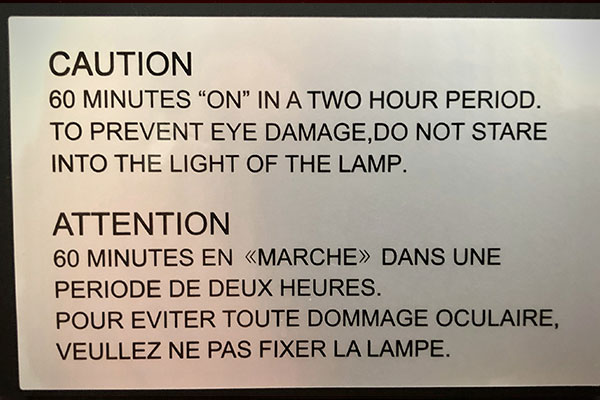 CAUTION
60 MINUTES “ON” IN A TWO HOUR PERIOD.
TO PREVENT EYE DAMAGE,DO NOT STARE
INTO THE LIGHT OF THE LAMP.
ATTENTION
60 MINUTES EN «MARCHE» DANS UNE
PERIODE DE DEUX HEURES.
POUR EVITER TOUTE DOMMAGE OCULAIRE,
VEULLEZ NE PAS FIXER LA LAMPE.